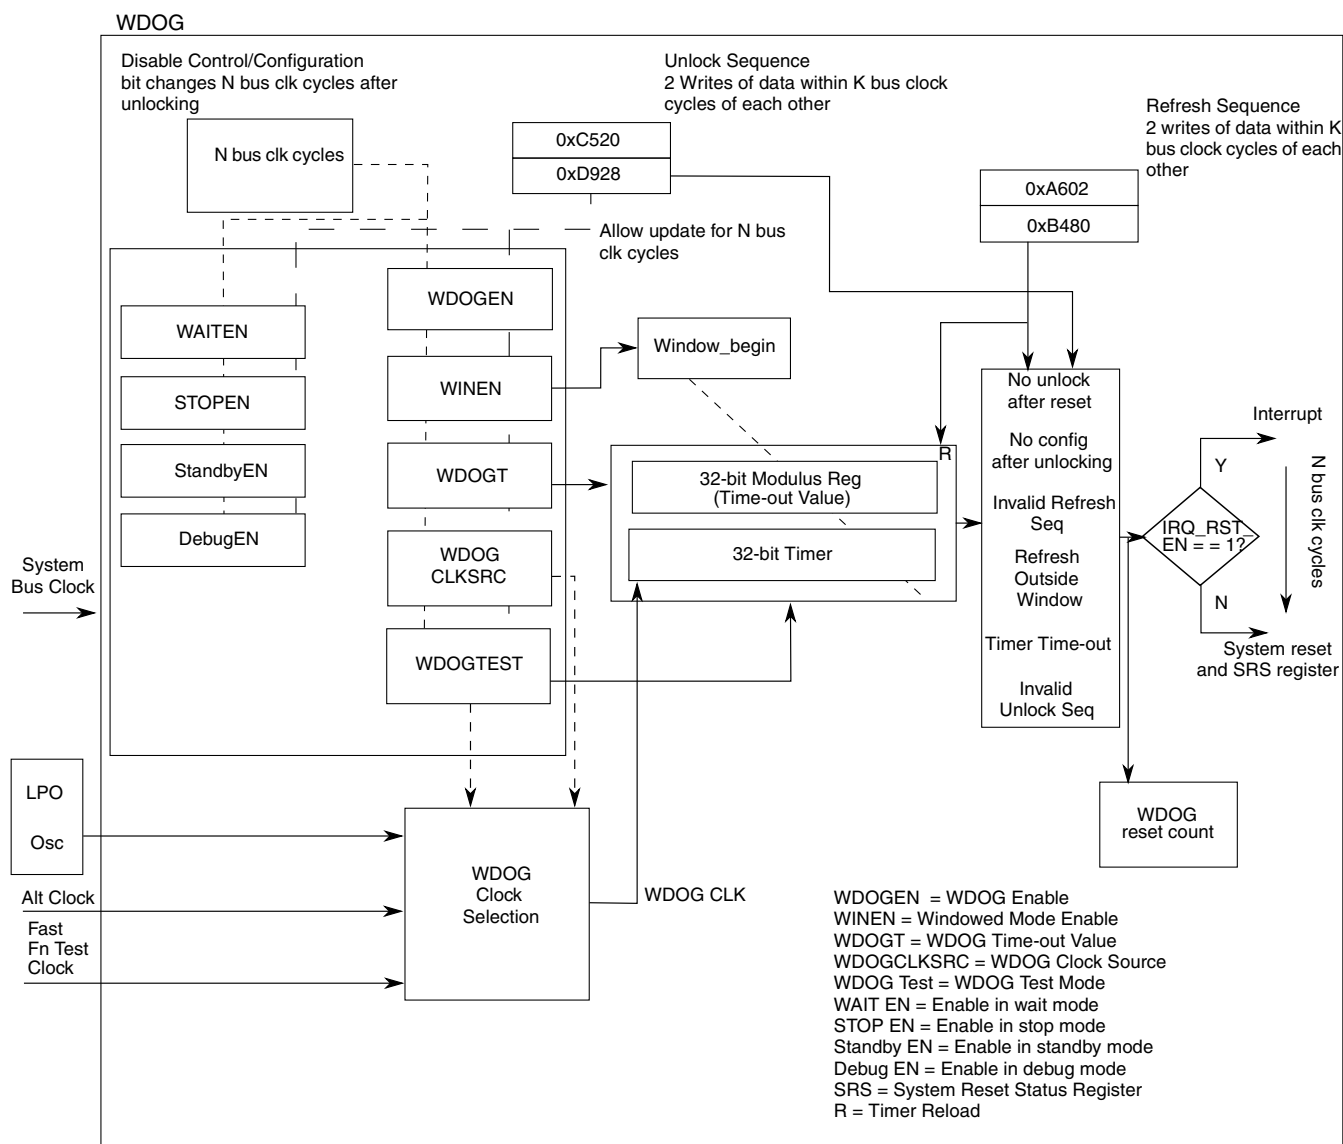 WDOG
Disable Control/Configuration
bit changes N bus clk cycles after
unlocking
Unlock Sequence
2 Writes of data within K bus clock
cycles of each other
Refresh Sequence
2 writes of data within K
bus clock cycles of each
other
N bus clk cycles
0xC520
0xD928
0xA602
0xB480
Allow update for N bus
clk cycles
WAITEN
STOPEN
StandbyEN
DebugEN
WDOGEN
WINEN
WDOGT
WDOG
CLKSRC
WDOGTEST
Window_begin
R
32-bit Modulus Reg
(Time-out Value)
32-bit Timer
No unlock
after reset
No config
after unlocking
Invalid Refresh
Seq
Refresh
Outside
Window
Timer Time-out
Invalid
Unlock Seq
Interrupt
Y
IRQ_RST_
EN = = 1?
N
N bus clk cycles
System reset
and SRS register
System
Bus Clock
LPO
Osc
Alt Clock
Fast
Fn Test
Clock
WDOG
Clock
Selection
WDOG CLK
WDOG
reset count
WDOGEN = WDOG Enable
WINEN = Windowed Mode Enable
WDOGT = WDOG Time-out Value
WDOGCLKSRC = WDOG Clock Source
WDOG Test = WDOG Test Mode
WAIT EN = Enable in wait mode
STOP EN = Enable in stop mode
Standby EN = Enable in standby mode
Debug EN = Enable in debug mode
SRS = System Reset Status Register
R = Timer Reload